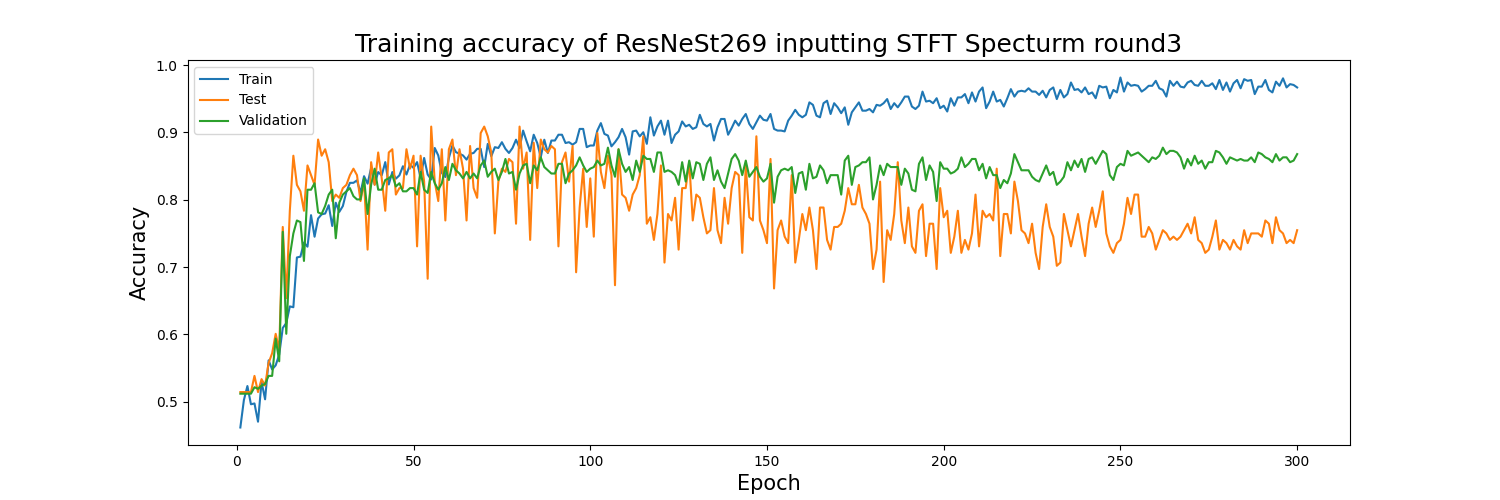 Training accuracy of ResNeSt269 inputting STFT Specturm round3
Train
Test
Validation
Accuracy
1.0
0.9
0.8
0.7
0.6
0.5
0 50 100 150 200 250 300
Epoch